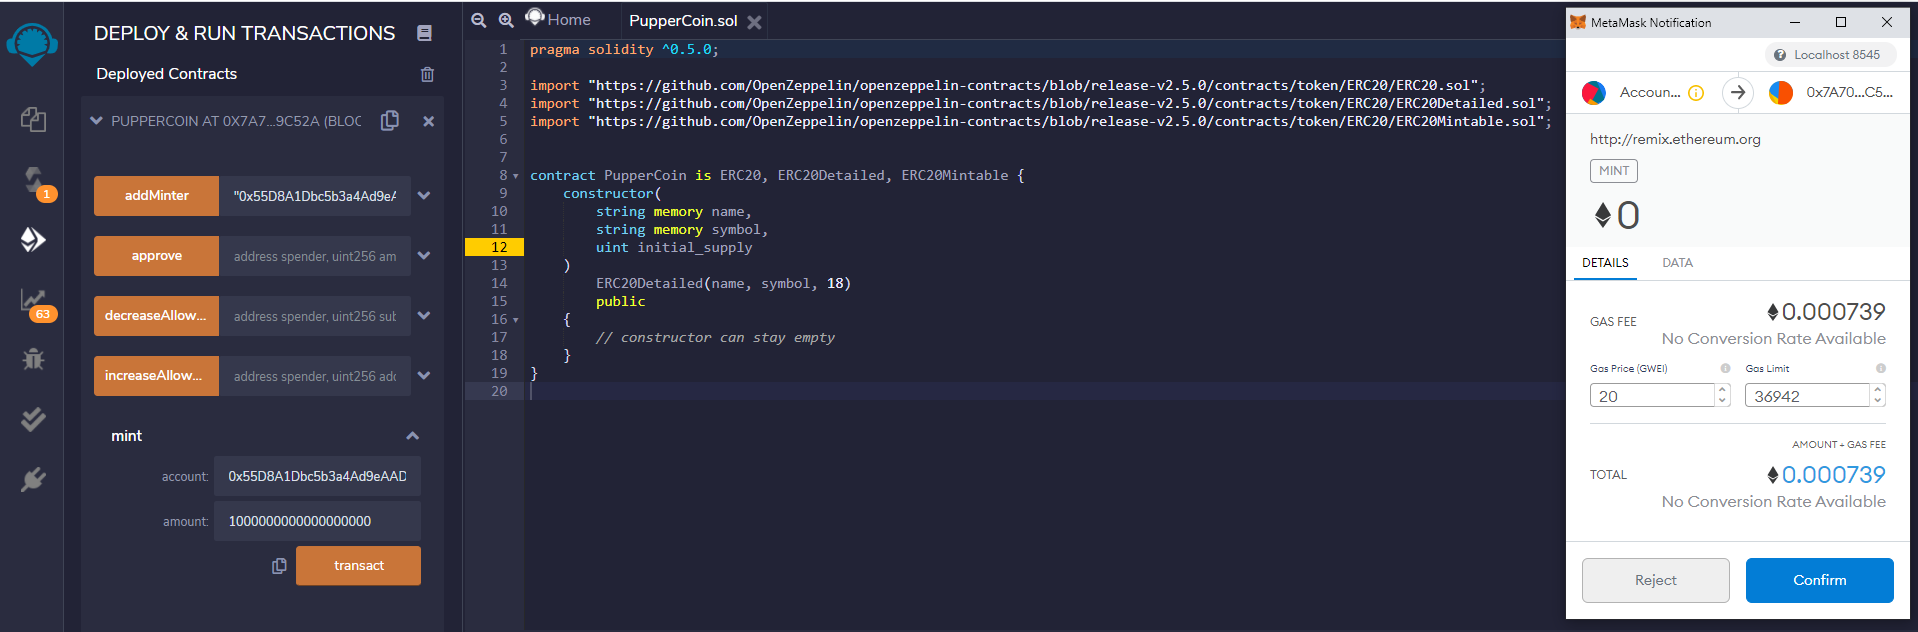 DEPLOY & RUN TRANSACTIONS
Deployed Contracts
PUPPERCOIN AT 0X7A7...9C52A (BLOC
1
63
addMinter "0x55D8A1Dbc5b3a4Ad9eA
approve address spender, uint256 am
decreaseAllow... address spender, uint256 sub
increaseAllow... address spender, uint256 add
mint
account: 0x55D8A1Dbc5b3a4Ad9eAAD
amount: 1000000000000000000
transact
Home PupperCoin.sol
1 pragma solidity ^0.5.0;
2
3 import "https://github.com/OpenZeppelin/openzeppelin-contracts/blob/release-v2.5.0/contracts/token/ERC20/ERC20.sol";
4 import "https://github.com/OpenZeppelin/openzeppelin-contracts/blob/release-v2.5.0/contracts/token/ERC20/ERC20Detailed.sol";
5 import "https://github.com/OpenZeppelin/openzeppelin-contracts/blob/release-v2.5.0/contracts/token/ERC20/ERC20Mintable.sol";
6
7
8 contract PupperCoin is ERC20, ERC20Detailed, ERC20Mintable {
9 constructor(
10 string memory name,
11 string memory symbol,
12 uint initial_supply
13 )
14 ERC20Detailed(name, symbol, 18)
15 public
16 {
17 // constructor can stay empty
18 }
19 }
20
MetaMask Notification
Localhost 8545
Accoun... 0x7A70...C5...
http://remix.ethereum.org
MINT
0
DETAILS DATA
GAS FEE 0.000739
No Conversion Rate Available
Gas Price (GWEI) Gas Limit
20 36942
AMOUNT + GAS FEE
TOTAL 0.000739
No Conversion Rate Available
Reject Confirm